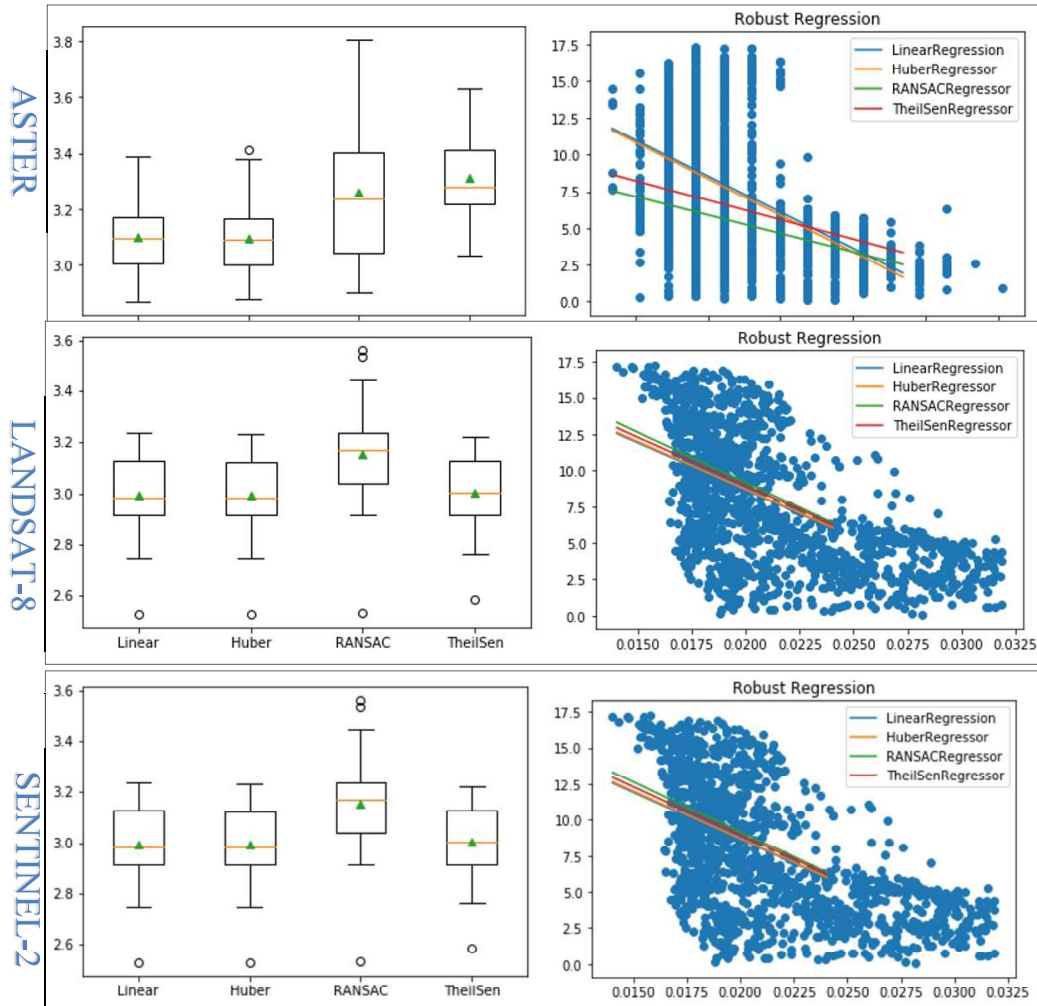 ASTER
3.8
3.6
3.4
3.2
3.0
Robust Regression
17.5
15.0
12.5
10.0
7.5
5.0
2.5
0.0
LinearRegression
HuberRegressor
RANSACRegressor
TheilSenRegressor
LANDSAT-8
3.6
3.4
3.2
3.0
2.8
2.6
Linear Huber RANSAC TheilSen
Robust Regression
17.5
15.0
12.5
10.0
7.5
5.0
2.5
0.0
LinearRegression
HuberRegressor
RANSACRegressor
TheilSenRegressor
0.0150 0.0175 0.0200 0.0225 0.0250 0.0275 0.0300 0.0325
SENTINEL-2
3.6
3.4
3.2
3.0
2.8
2.6
Linear Huber RANSAC TheilSen
Robust Regression
17.5
15.0
12.5
10.0
7.5
5.0
2.5
0.0
LinearRegression
HuberRegressor
RANSACRegressor
TheilSenRegressor
0.0150 0.0175 0.0200 0.0225 0.0250 0.0275 0.0300 0.0325